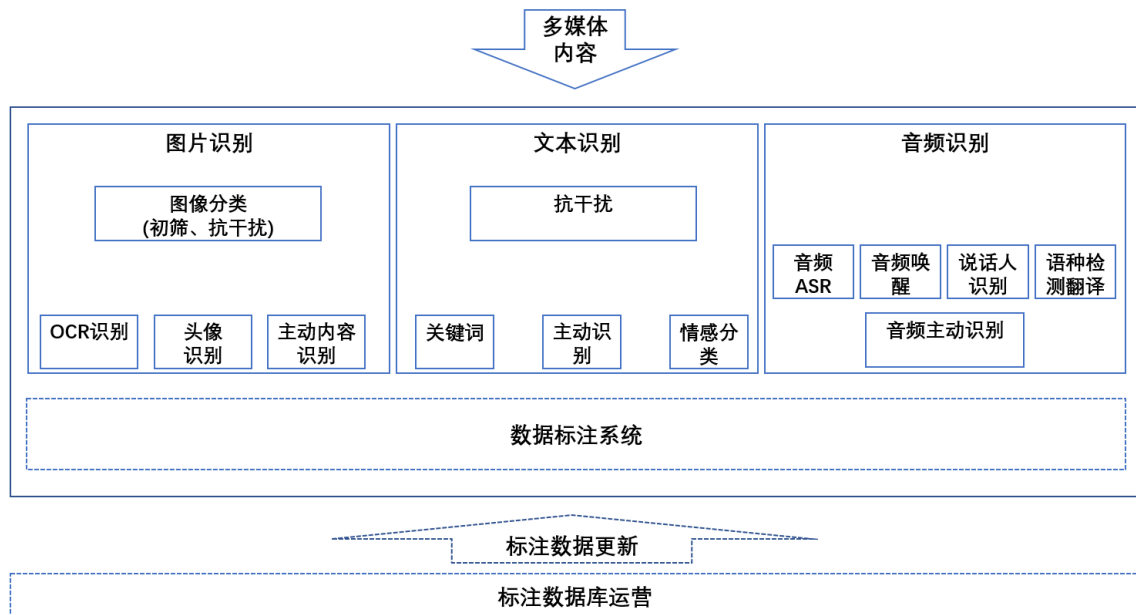 多媒体
内容
图片识别
文本识别
音频识别
图像分类
(初筛、抗干扰)
抗干扰
音频
ASR
音频唤
醒
说话人
识别
语种检
测翻译
OCR识别
头像
识别
主动内容
识别
关键词
主动识
别
情感分
类
音频主动识别
数据标注系统
标注数据更新
标注数据库运营